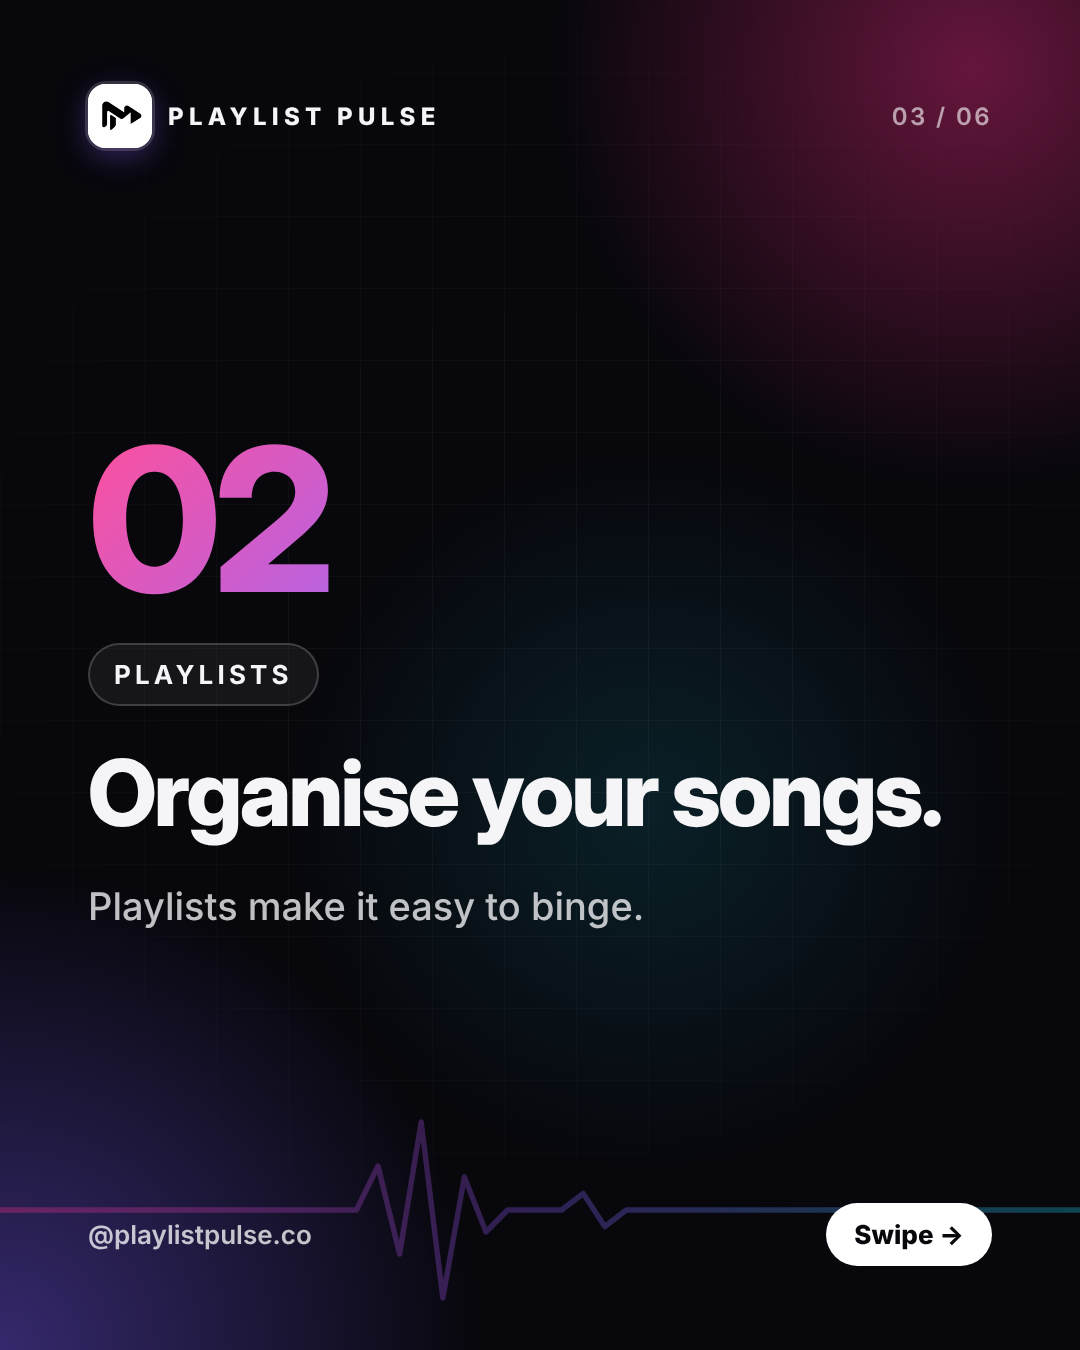 PLAYLIST PULSE
03 / 06
02
PLAYLISTS
Organise your songs.
Playlists make it easy to binge.
@playlistpulse.co
Swipe →